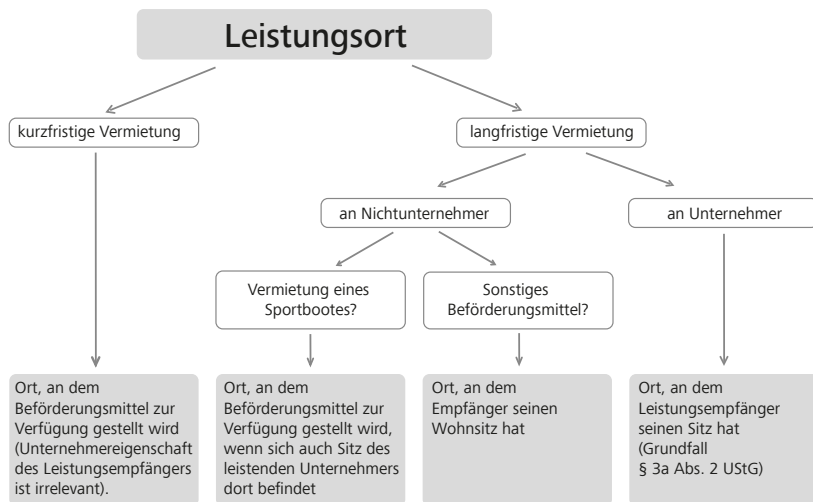 Leistungsort
kurzfristige Vermietung
langfristige Vermietung
an Nichtunternehmer
an Unternehmer
Vermietung eines
Sportbootes?
Sonstiges
Beförderungsmittel?
Ort, an dem
Beförderungsmittel zur
Verfügung gestellt wird
(Unternehmereigenschaft
des Leistungsempfängers
ist irrelevant).
Ort, an dem
Beförderungsmittel zur
Verfügung gestellt wird,
wenn sich auch Sitz des
leistenden Unternehmers
dort befindet
Ort, an dem
Empfänger seinen
Wohnsitz hat
Ort, an dem
Leistungsempfänger
seinen Sitz hat
(Grundfall
§ 3a Abs. 2 UStG)